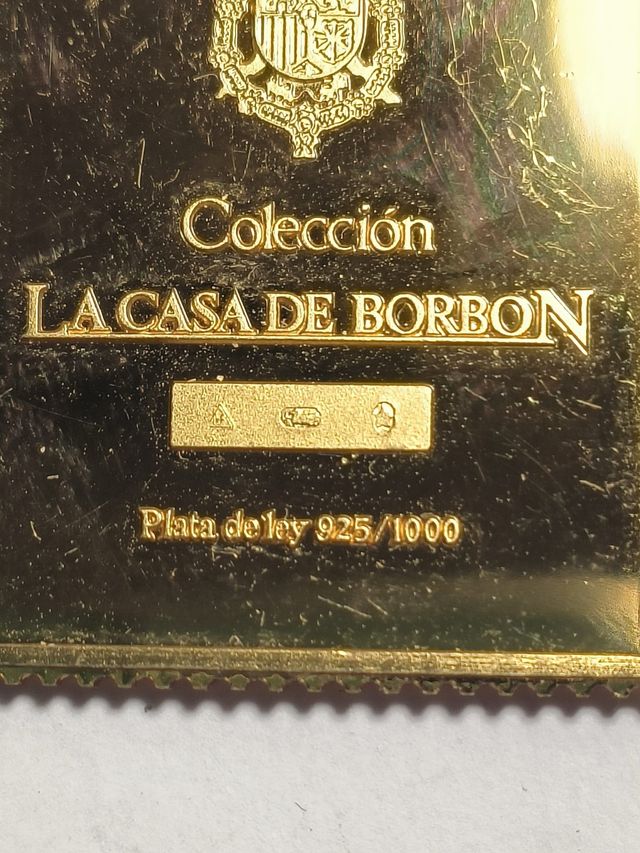 Colección
LA CASA DE BORBON
Plata de ley 925/1000